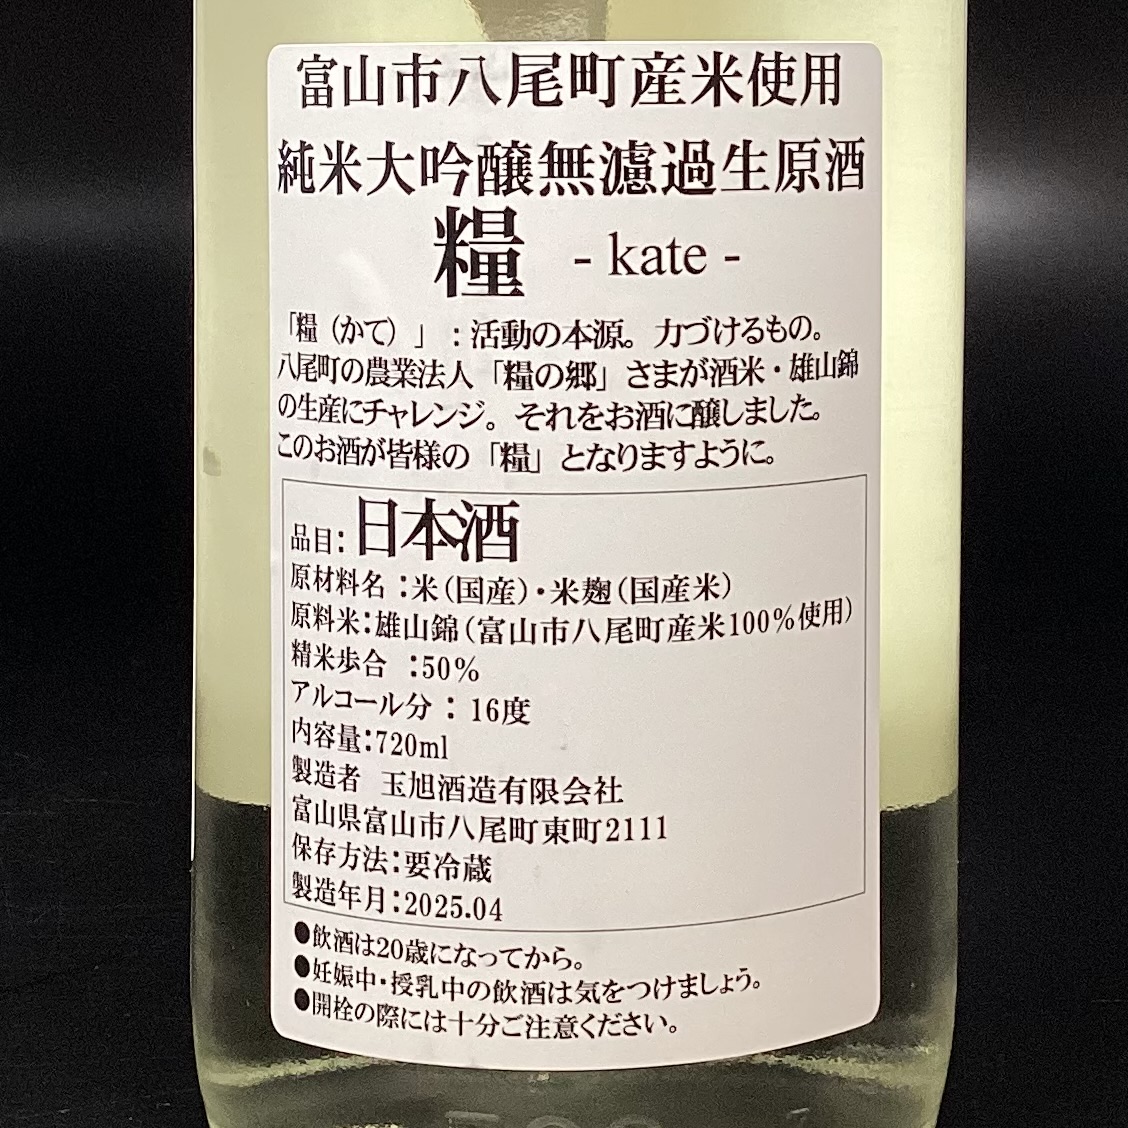 富山市八尾町産米使用
純米大吟醸無濾過生原酒
糧 - kate -
「糧（かて）」：活動の本源。力づけるもの。
八尾町の農業法人「糧の郷」さまが酒米・雄山錦
の生産にチャレンジ。それをお酒に醸しました。
このお酒が皆様の「糧」となりますように。
品目：日本酒
原材料名：米（国産）・米麹（国産米）
原料米：雄山錦（富山市八尾町産米100％使用）
精米歩合：50％
アルコール分：16度
内容量：720ml
製造者 玉旭酒造有限会社
富山県富山市八尾町東町2111
保存方法：要冷蔵
製造年月：2025.04
●飲酒は20歳になってから。
●妊娠中・授乳中の飲酒は気をつけましょう。
●開栓の際には十分ご注意ください。